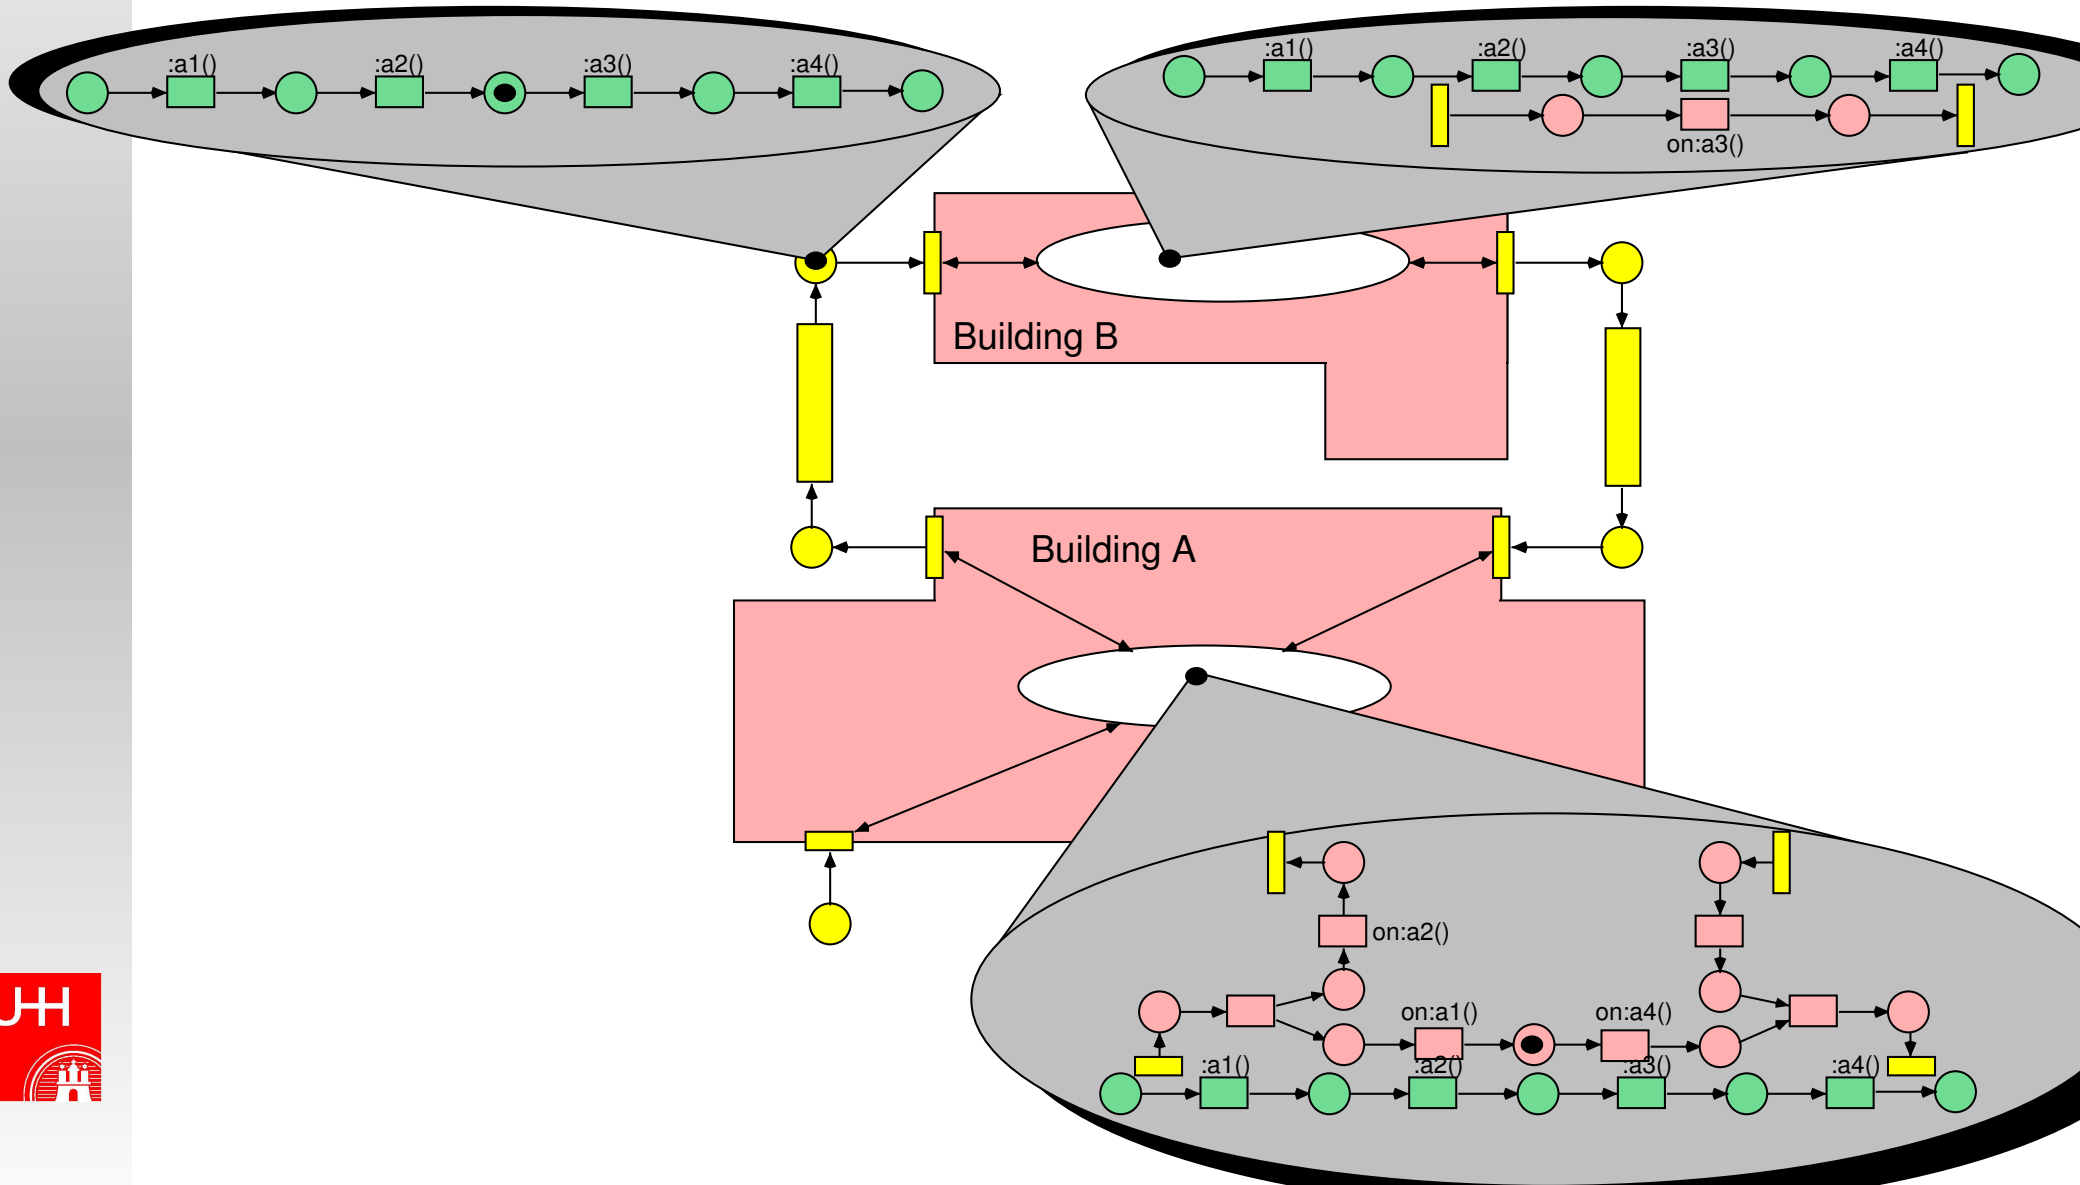 :a1() :a2() :a3() :a4()
:a1() :a2() :a3() :a4()
on:a3()
Building B
Building A
on:a2()
on:a1() on:a4()
:a1() :a2() :a3() :a4()